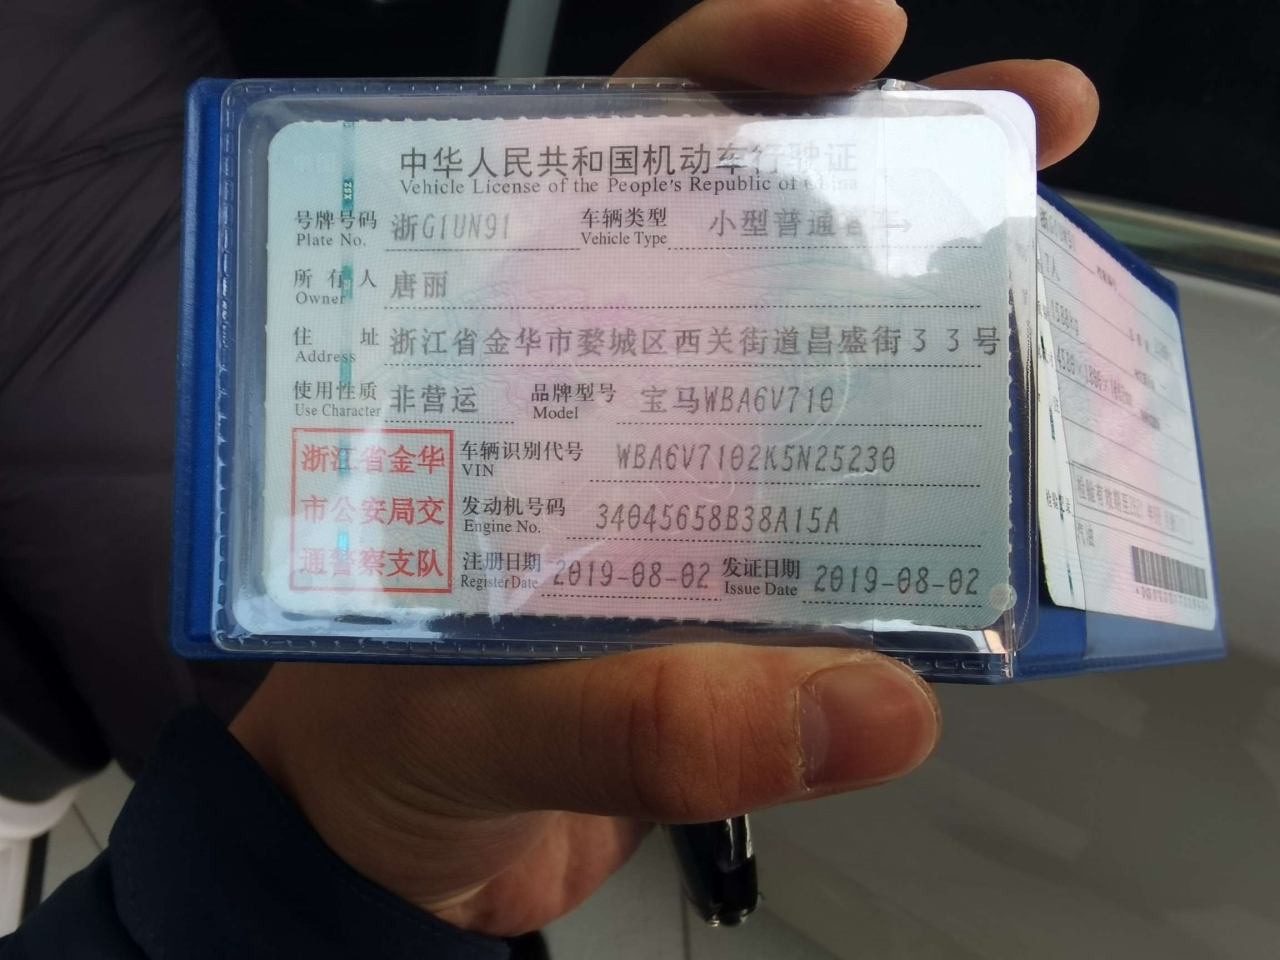 中华人民共和国机动车行驶证
Vehicle License of the People's Republic of China
号牌号码 浙G1UN91 车辆类型 小型普通客车
Plate No. Vehicle Type
所有人 唐丽
Owner
住址 浙江省金华市婺城区西关街道昌盛街33号
Address
使用性质 非营运 品牌型号 宝马WBA6V710
Use Character Model
浙江省金华
市公安局交
通警察支队
车辆识别代号 WBA6V7102K5N25230
VIN
发动机号码 34045658B38A15A
Engine No.
注册日期 2019-08-02 发证日期 2019-08-02
Register Date Issue Date
浙G1UN91